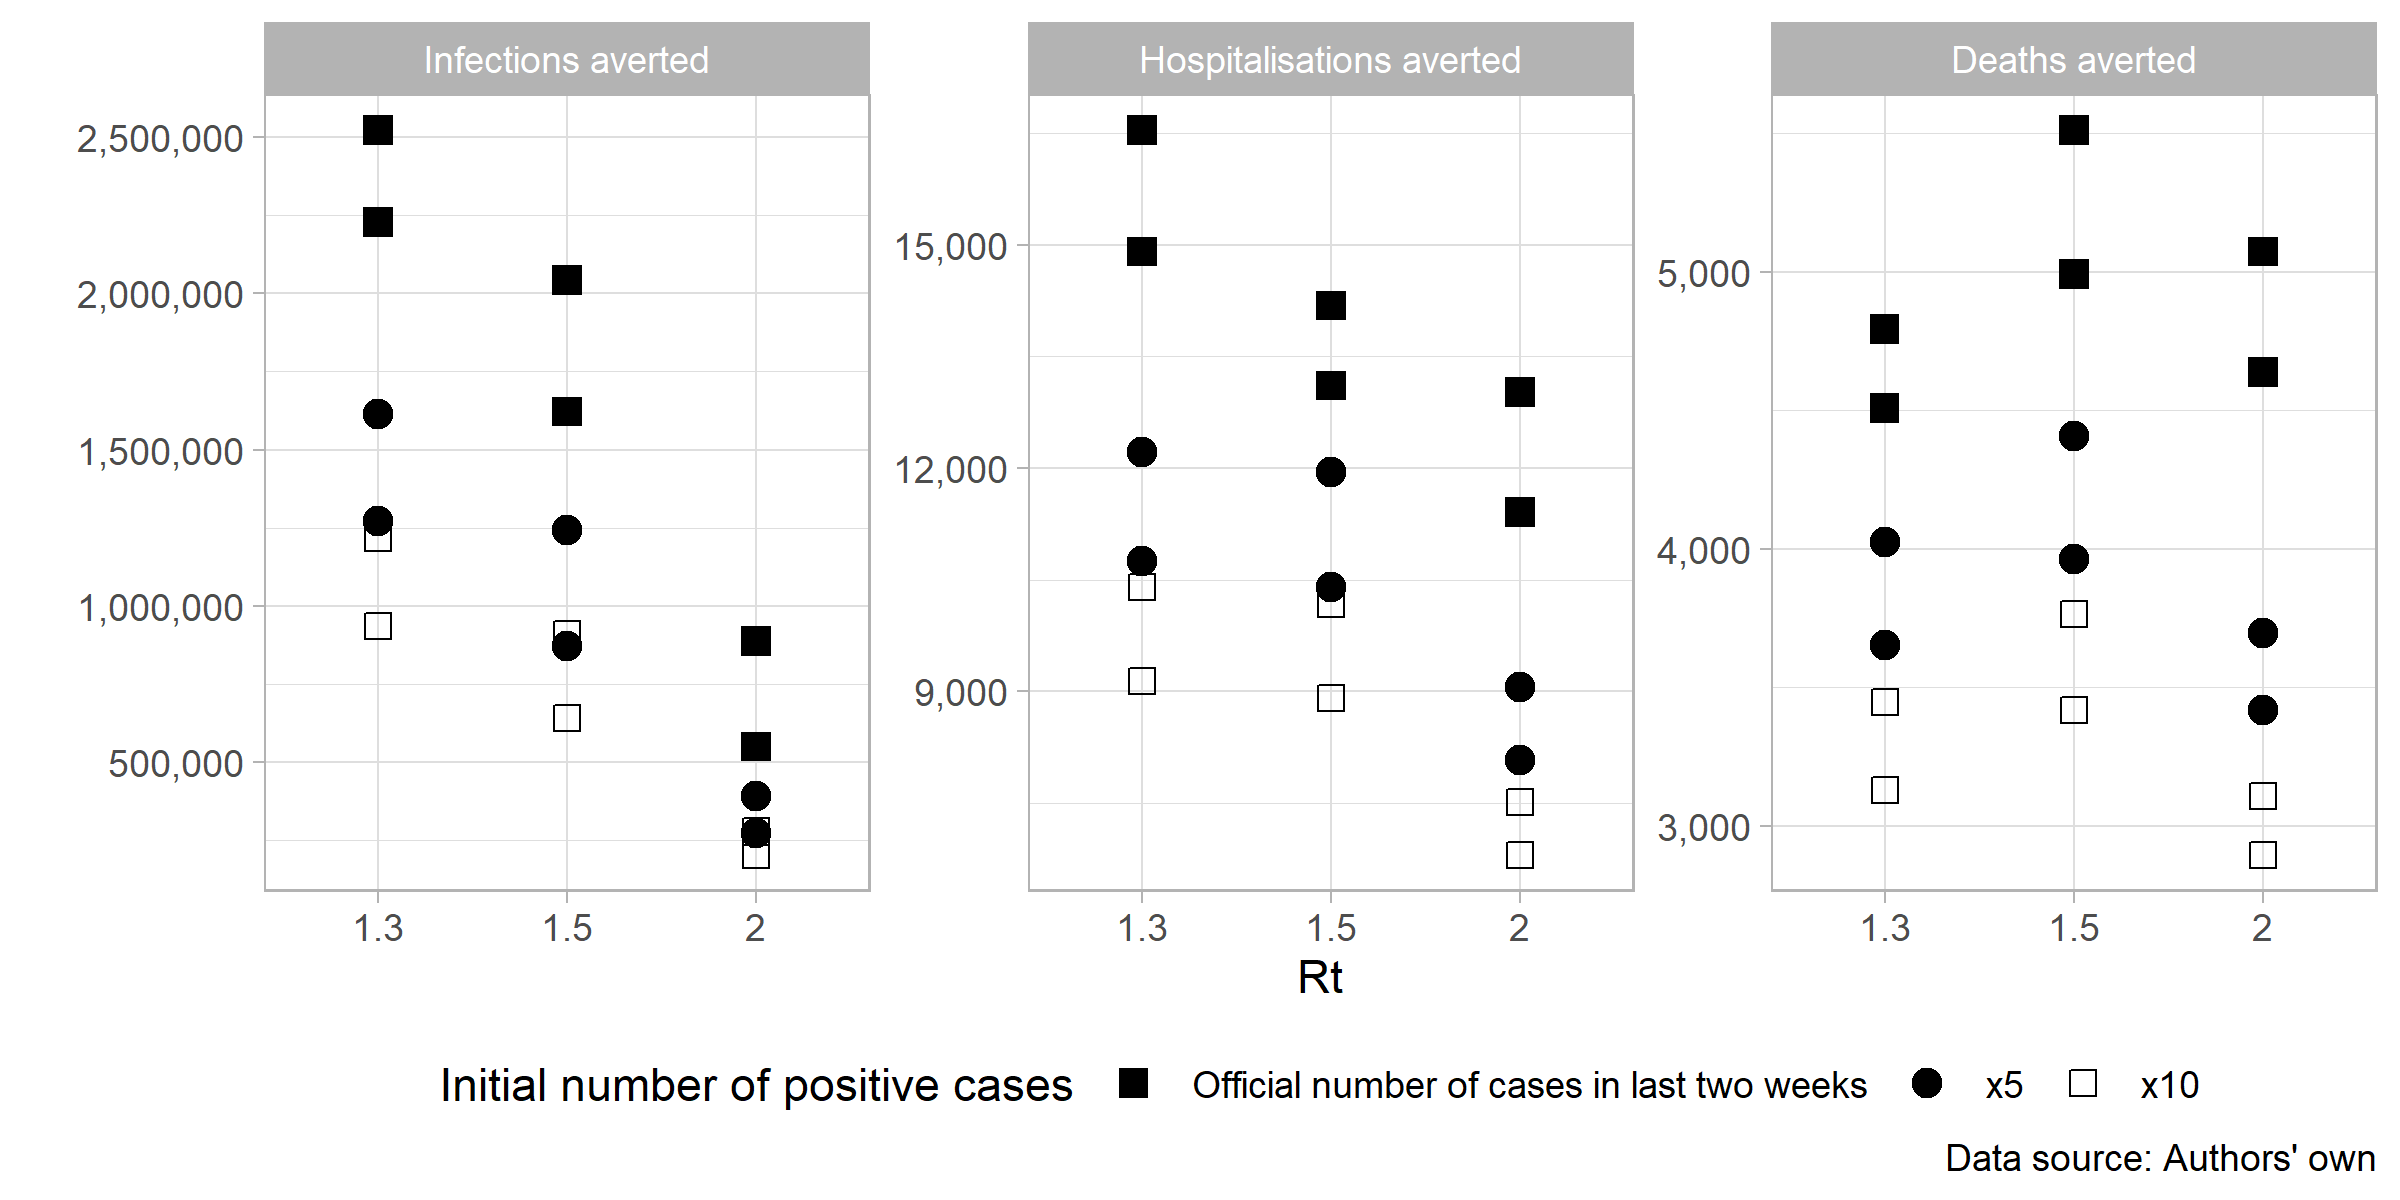 Infections averted
Hospitalisations averted
Deaths averted
2,500,000
2,000,000
1,500,000
1,000,000
500,000
15,000
12,000
9,000
5,000
4,000
3,000
1.3 1.5 2
1.3 1.5 2
1.3 1.5 2
Rt
Initial number of positive cases Official number of cases in last two weeks x5 x10
Data source: Authors' own